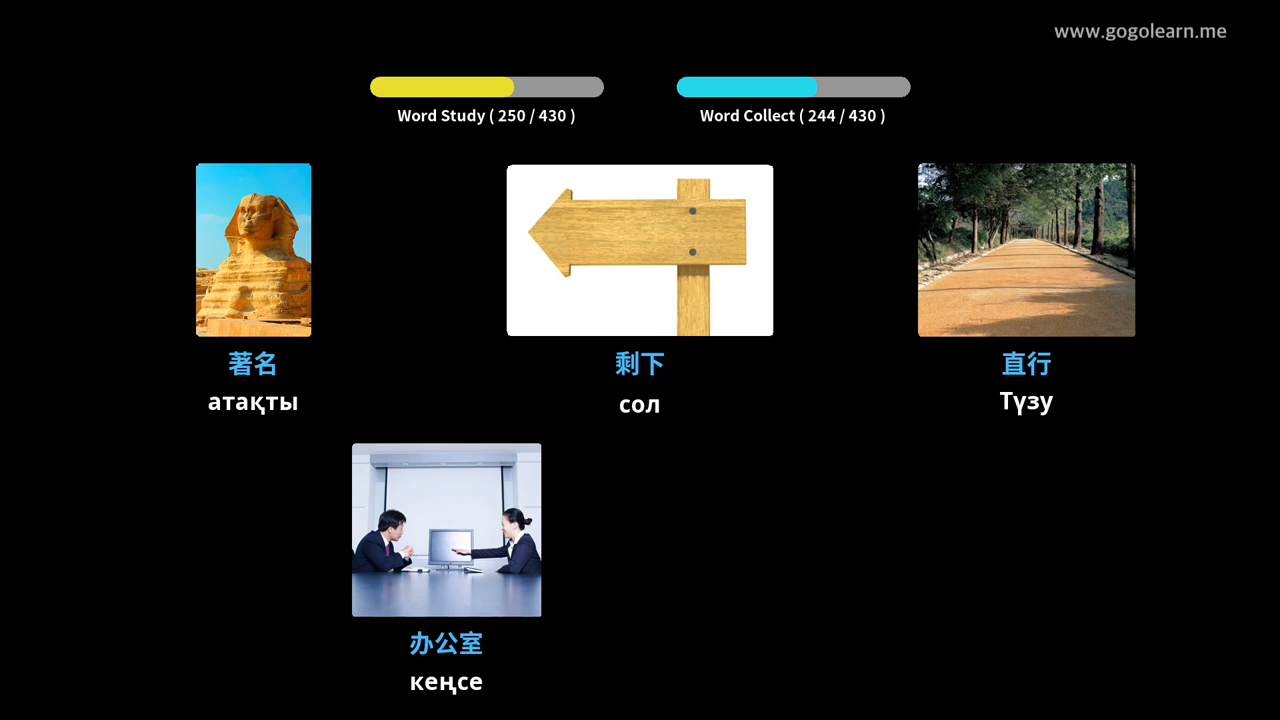 www.gogolearn.me
Word Study ( 250 / 430 )
Word Collect ( 244 / 430 )
著名
атақты
剩下
сол
直行
Түзу
办公室
кеңсе